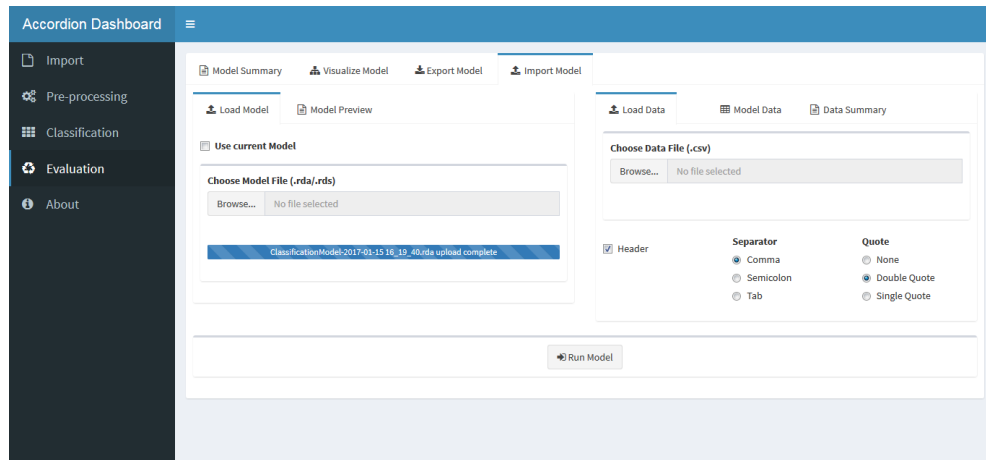 Accordion Dashboard
Import
Pre-processing
Classification
Evaluation
About
Model Summary
Visualize Model
Export Model
Import Model
Load Model
Model Preview
Use current Model
Choose Model File (.rda/.rds)
Browse... No file selected
ClassificationModel-2017-01-15 16_19_40.rda upload complete
Load Data
Model Data
Data Summary
Choose Data File (.csv)
Browse... No file selected
Header
Separator
Comma
Semicolon
Tab
Quote
None
Double Quote
Single Quote
Run Model